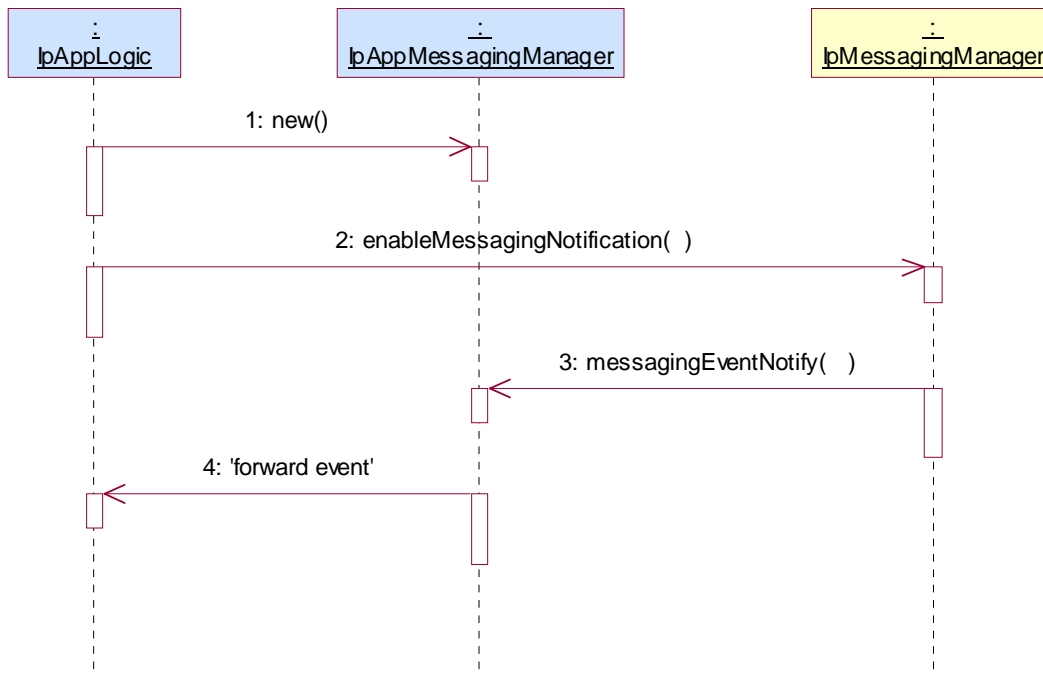 :
IpAppLogic
:
IpAppMessagingManager
:
IpMessagingManager
1: new()
2: enableMessagingNotification( )
3: messagingEventNotify( )
4: 'forward event'